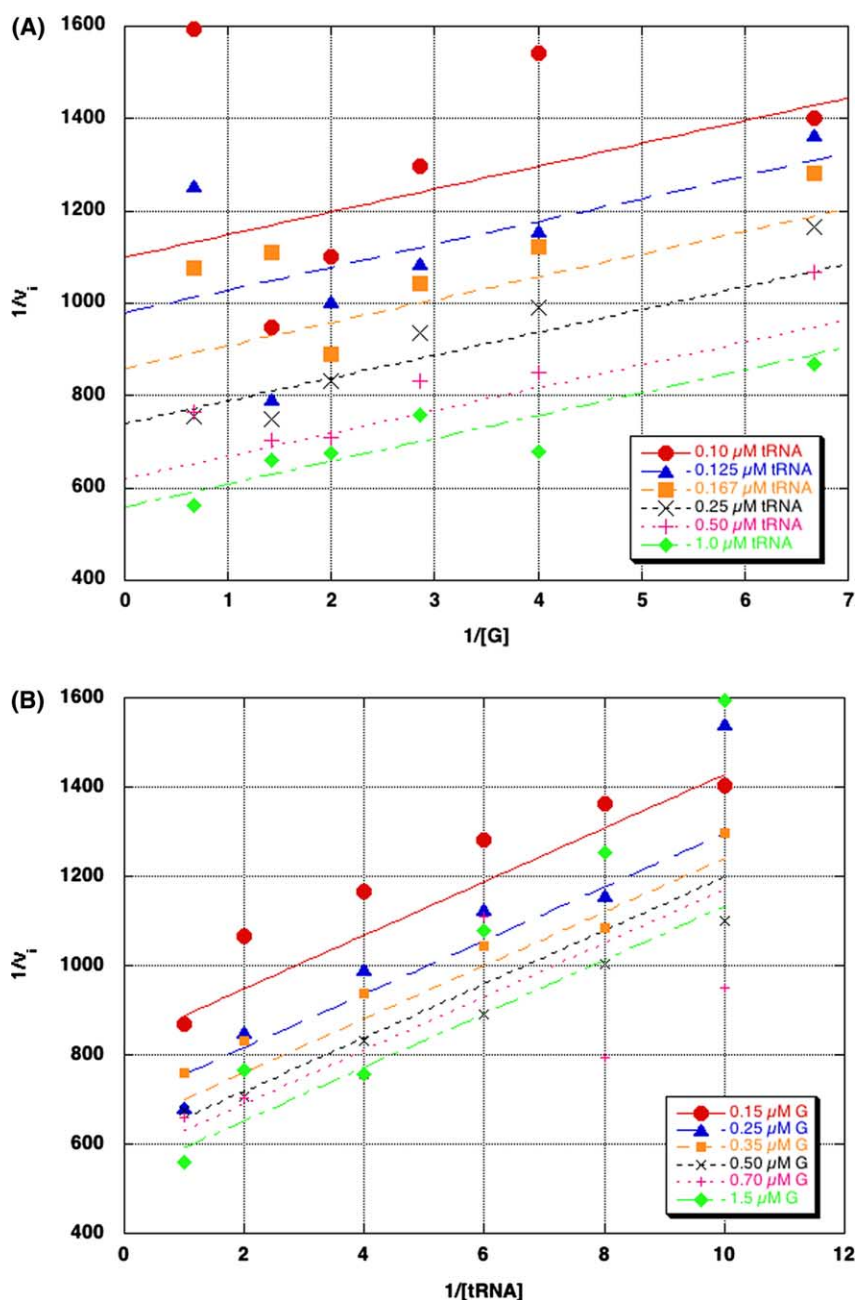 (A)
1600
1400
1200
1000
800
600
400
1/vi
0 1 2 3 4 5 6 7
1/[G]
0.10 µM tRNA
0.125 µM tRNA
0.167 µM tRNA
0.25 µM tRNA
0.50 µM tRNA
1.0 µM tRNA
(B)
1600
1400
1200
1000
800
600
400
1/vi
0 2 4 6 8 10 12
1/[tRNA]
0.15 µM G
0.25 µM G
0.35 µM G
0.50 µM G
0.70 µM G
1.5 µM G